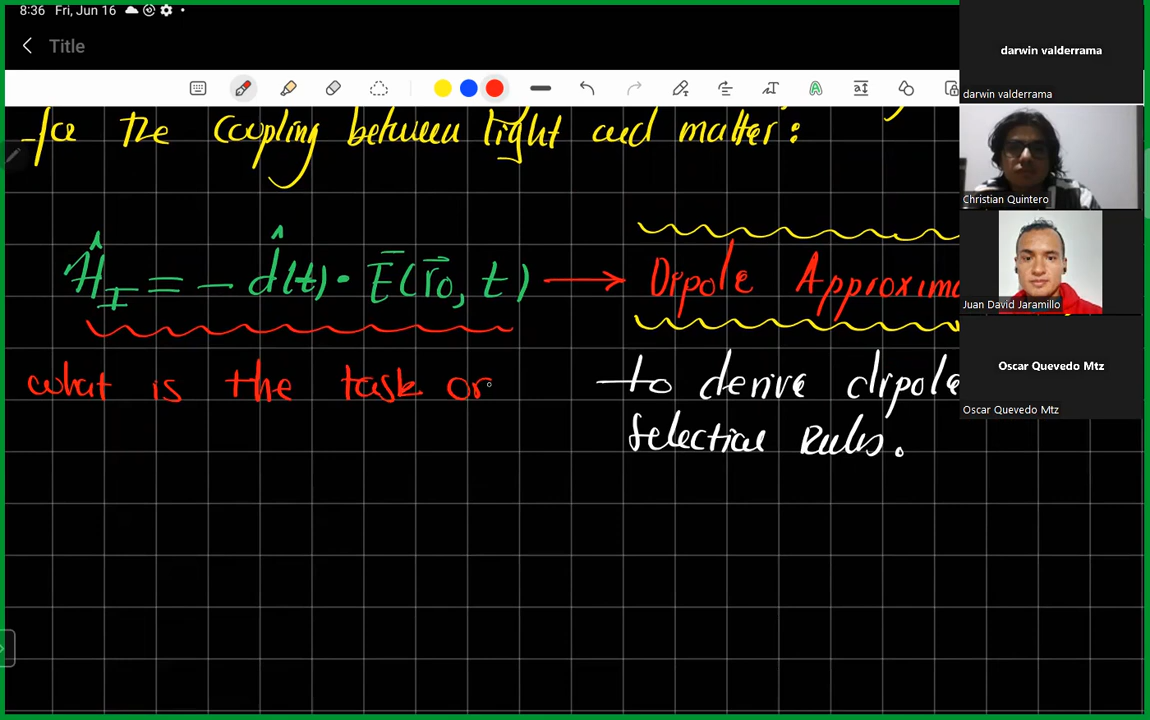 8:36 Fri, Jun 16
Title
for the Coupling between light and matter:
Ĥ_I = - d̂(t) · E⃗(r⃗0, t) → Dipole Approxima
what is the task or
to derive dipole
Selection Rules.
darwin valderrama
darwin valderrama
Christian Quintero
Juan David Jaramillo
Oscar Quevedo Mtz
Oscar Quevedo Mtz